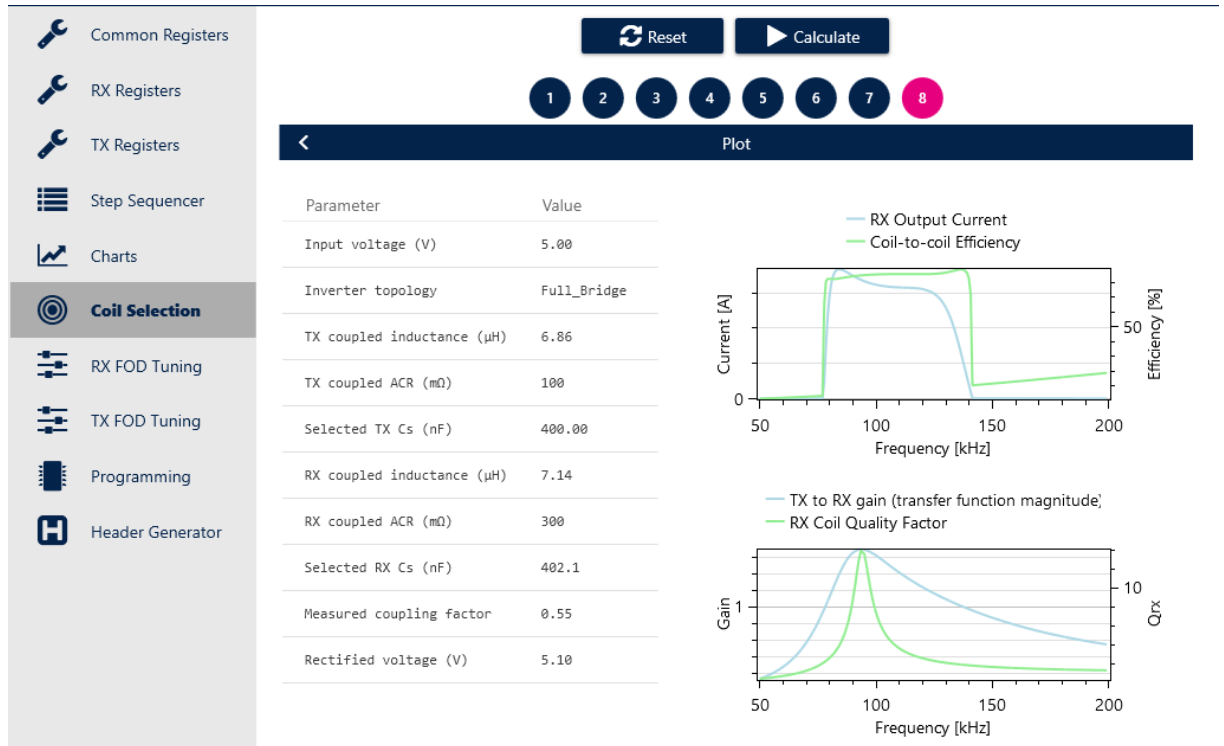 Common Registers
RX Registers
TX Registers
Step Sequencer
Charts
Coil Selection
RX FOD Tuning
TX FOD Tuning
Programming
H Header Generator
Reset Calculate
1 2 3 4 5 6 7 8
Plot
Parameter Value
Input voltage (V) 5.00
Inverter topology Full_Bridge
TX coupled inductance (μH) 6.86
TX coupled ACR (mΩ) 100
Selected TX Cs (nF) 400.00
RX coupled inductance (μH) 7.14
RX coupled ACR (mΩ) 300
Selected RX Cs (nF) 402.1
Measured coupling factor 0.55
Rectified voltage (V) 5.10
RX Output Current
Coil-to-coil Efficiency
Current [A]
0
50
Efficiency [%]
50 100 150 200
Frequency [kHz]
TX to RX gain (transfer function magnitude)
RX Coil Quality Factor
Gain
1
10
Qrx
50 100 150 200
Frequency [kHz]